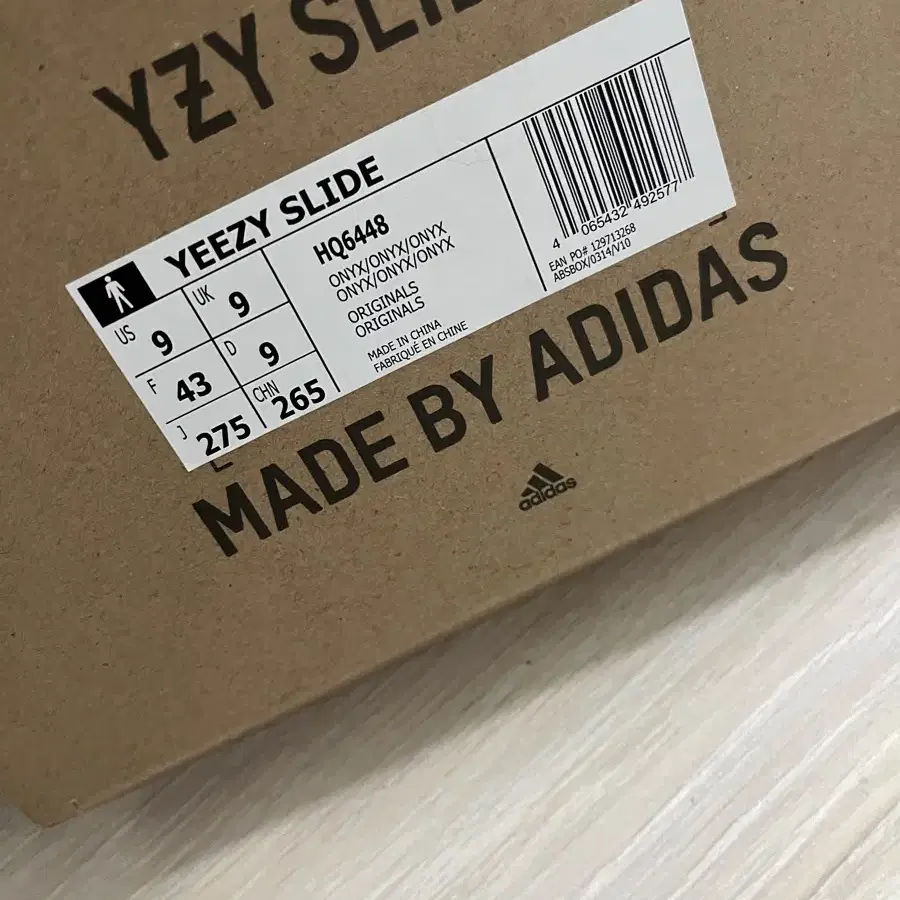 YZY SLID
YEEZY SLIDE
US 9 UK 9
F 43 D 9
J 275 CHN 265
HQ6448
ONYX/ONYX/ONYX
ONYX/ONYX/ONYX
ORIGINALS
ORIGINALS
MADE IN CHINA
FABRIQUÉ EN CHINE
4 065432 492577
EAN PO# 129713268
ABSBOX/0314/V10
MADE BY ADIDAS
adidas